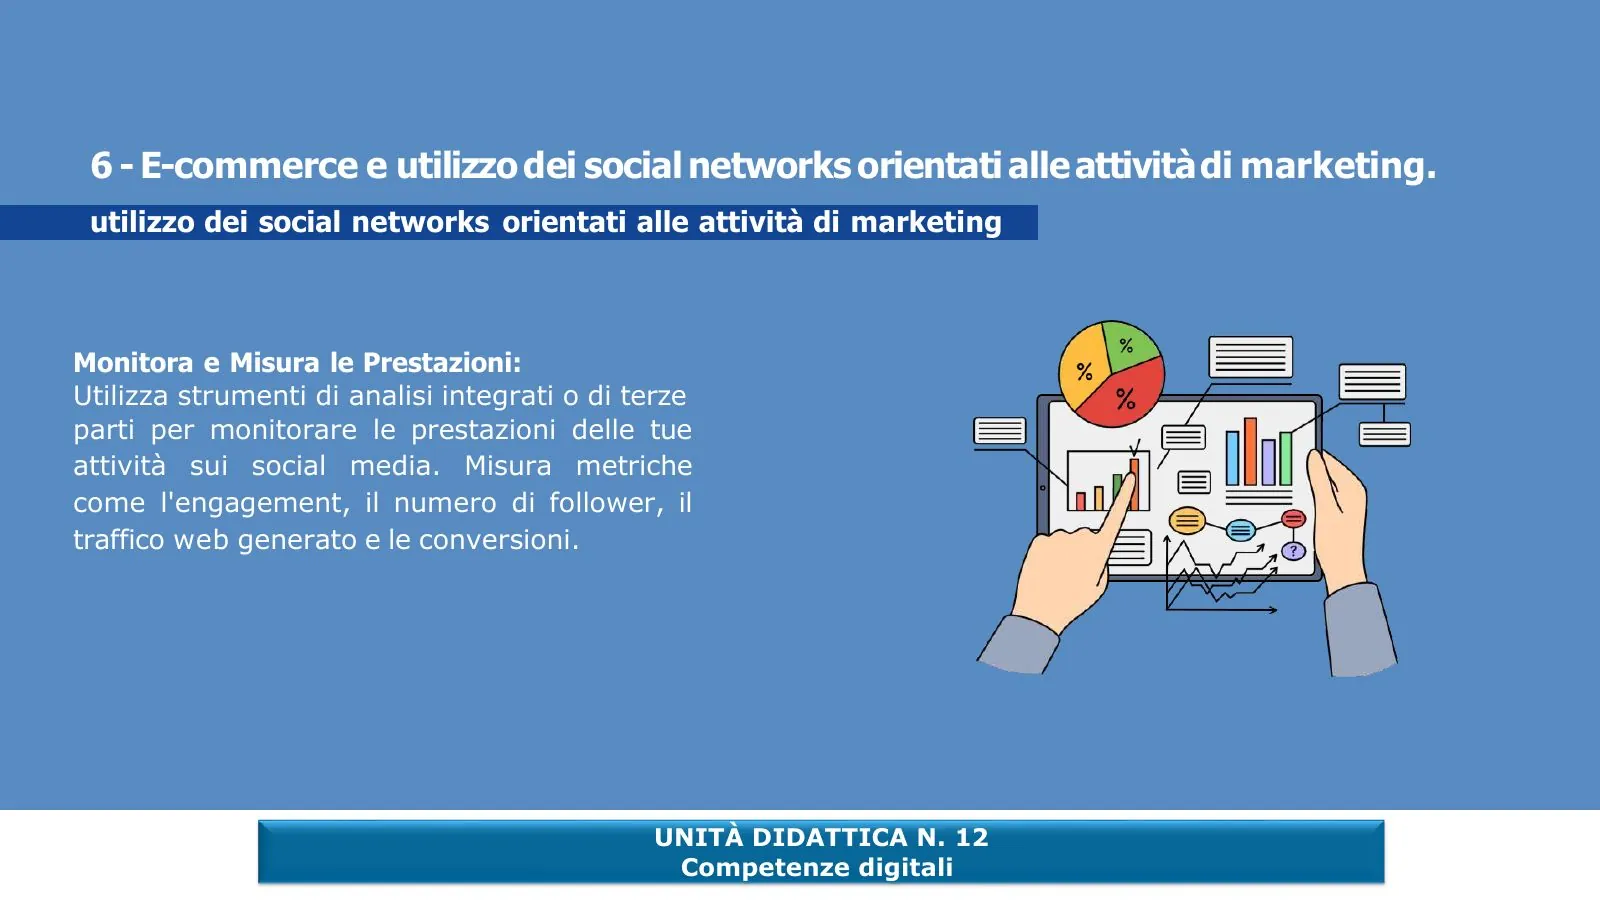 6 - E-commerce e utilizzo dei social networks orientati alle attività di marketing.
utilizzo dei social networks orientati alle attività di marketing
Monitora e Misura le Prestazioni:
Utilizza strumenti di analisi integrati o di terze
parti per monitorare le prestazioni delle tue
attività sui social media. Misura metriche
come l'engagement, il numero di follower, il
traffico web generato e le conversioni.
%
%
%
?
UNITÀ DIDATTICA N. 12
Competenze digitali